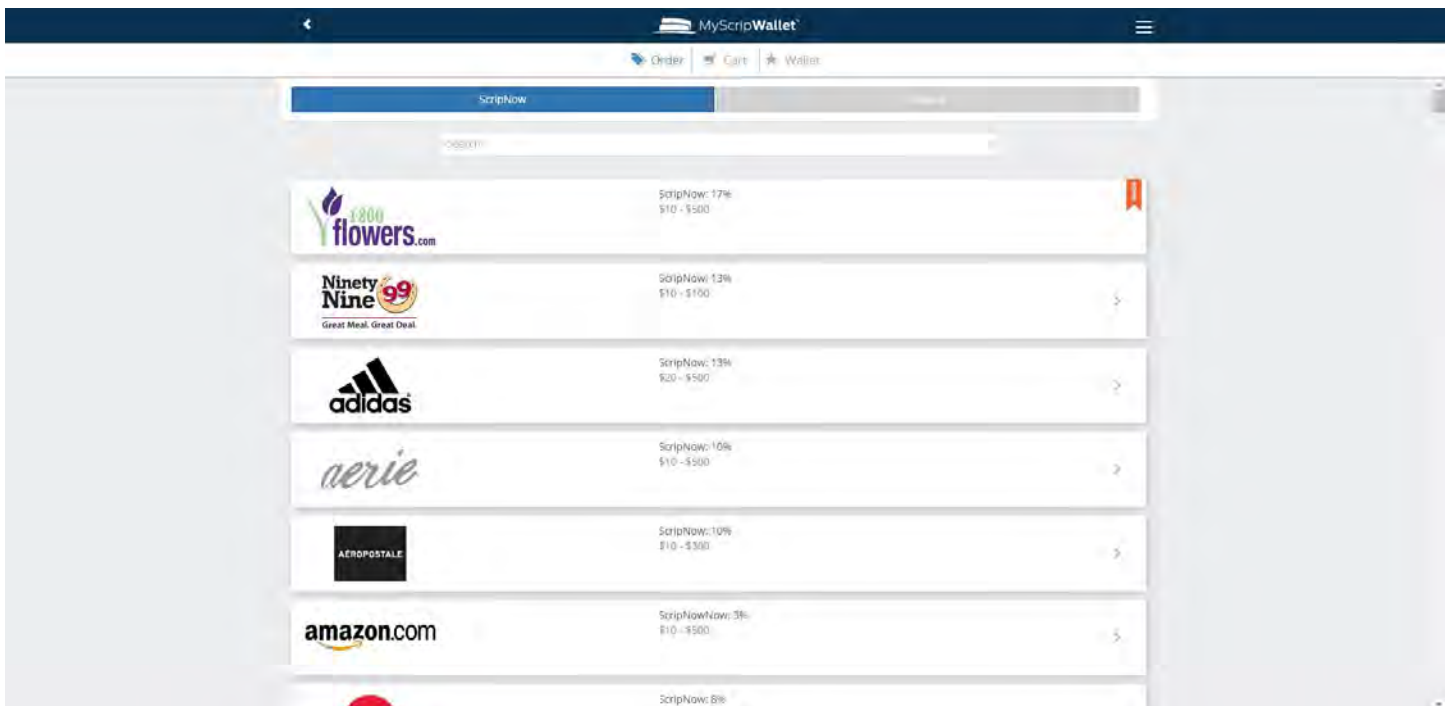 MyScripWallet
Order Cart Wallet
ScripNow
Search
1800
flowers.com
ScripNow: 17%
$10 - $500
Ninety
Nine 99
Great Meal. Great Deal.
ScripNow: 13%
$10 - $100
adidas
ScripNow: 13%
$20 - $500
aerie
ScripNow: 10%
$10 - $500
AÉROPOSTALE
ScripNow: 10%
$10 - $300
amazon.com
ScripNowNow: 3%
$10 - $500
ScripNow: 8%